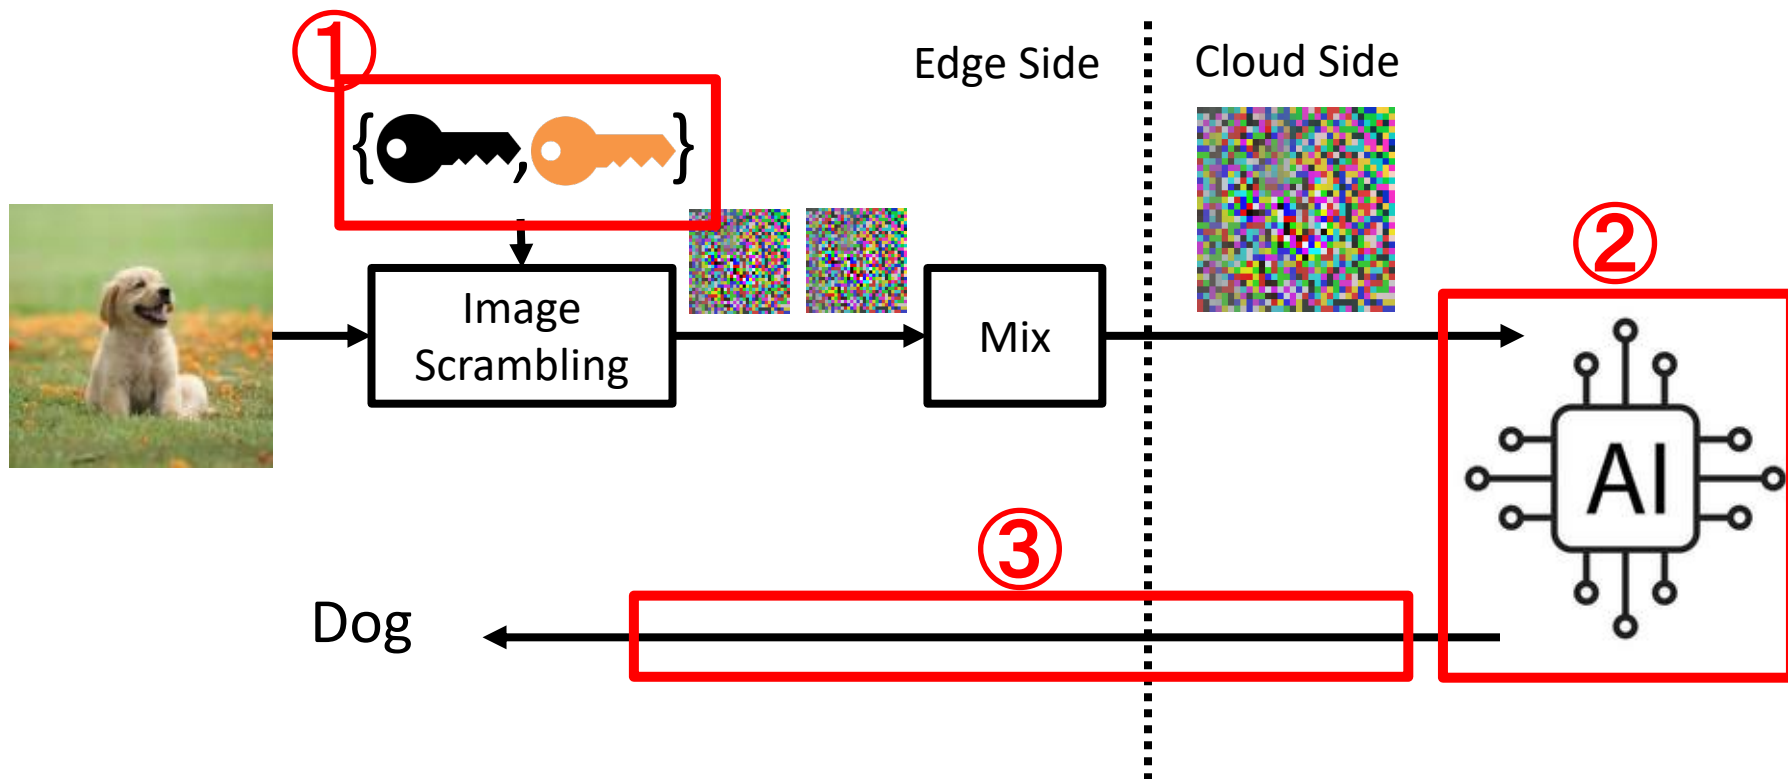 ①
Edge Side
Cloud Side
{ , }
②
Image
Scrambling
Mix
AI
③
Dog